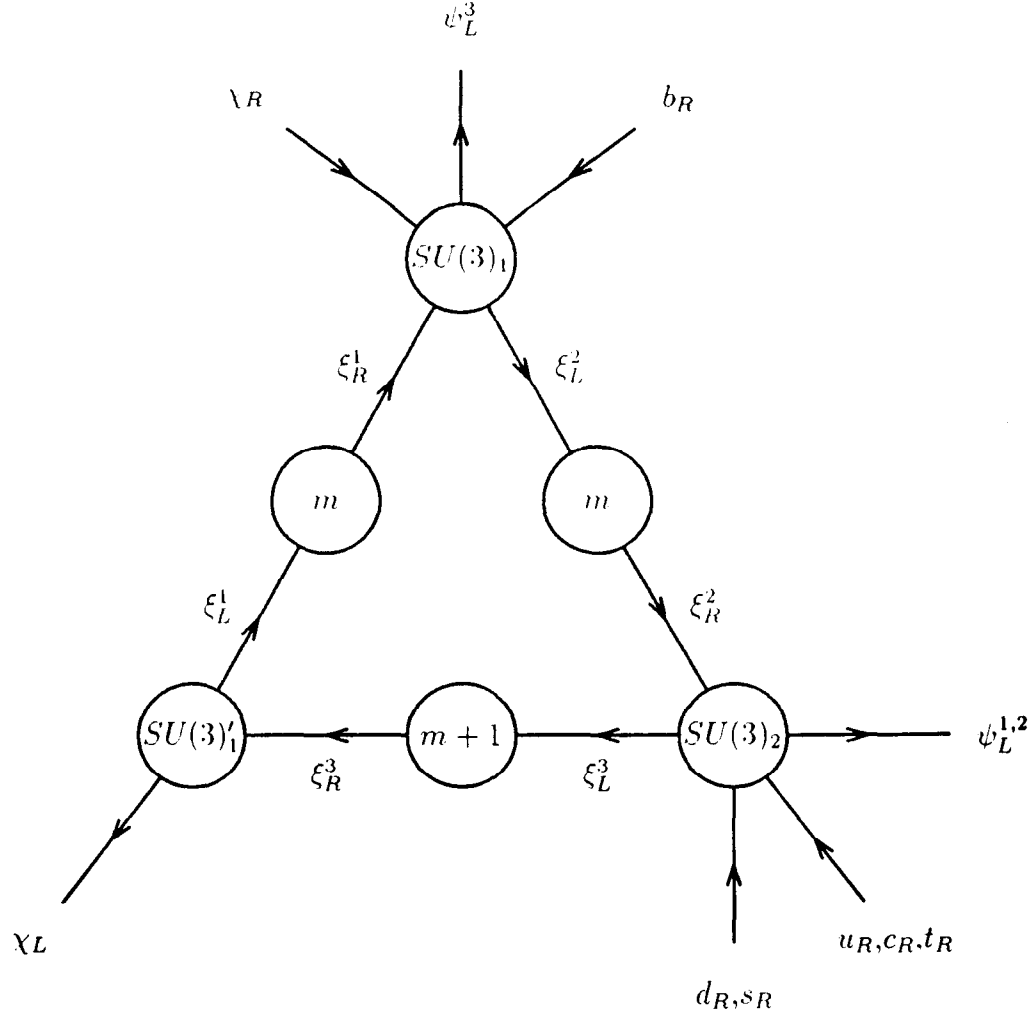 ψ_L^3
χ_R
b_R
SU(3)_1
ξ_R^1
ξ_L^2
m
m
ξ_L^1
ξ_R^2
SU(3)'_1
m + 1
SU(3)_2
ψ_L^{1,2}
ξ_R^3
ξ_L^3
χ_L
u_R,c_R,t_R
d_R,s_R